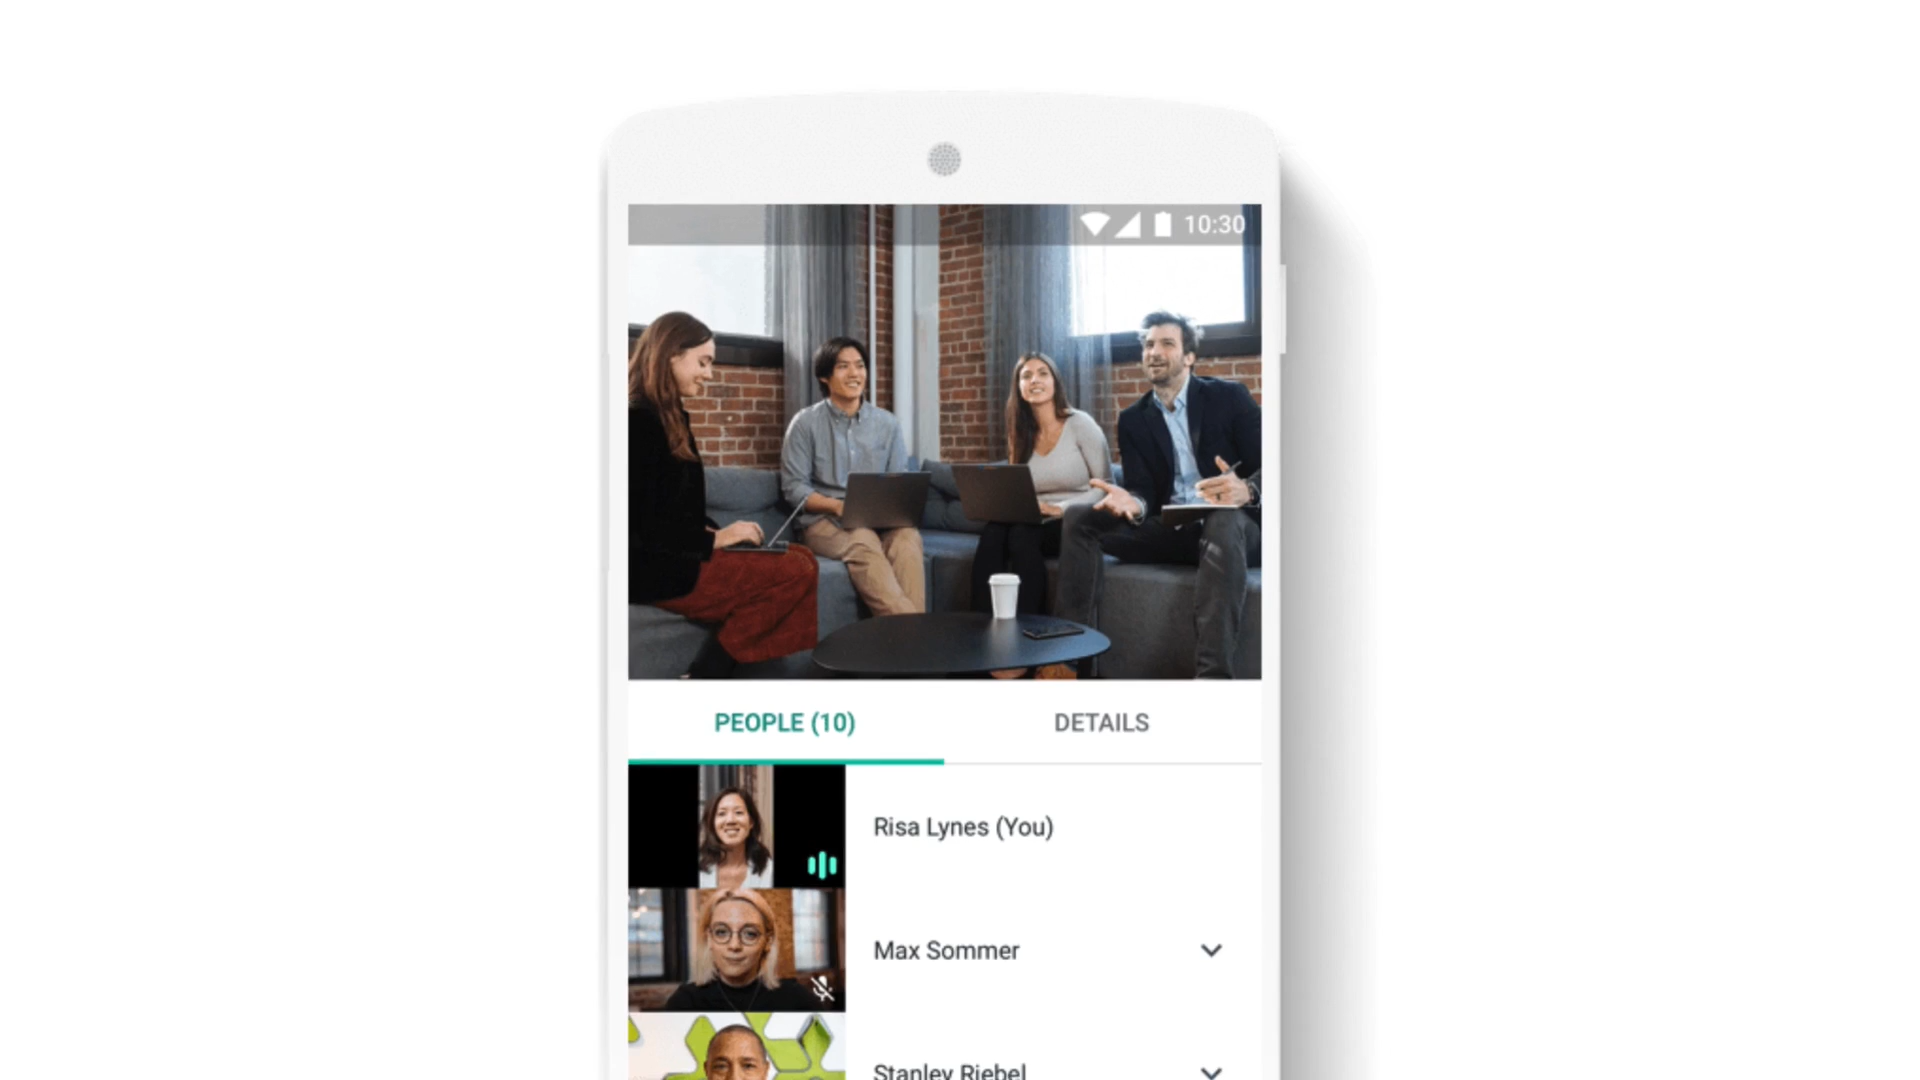 10:30
PEOPLE (10)
DETAILS
Risa Lynes (You)
Max Sommer
Stanley Riebel